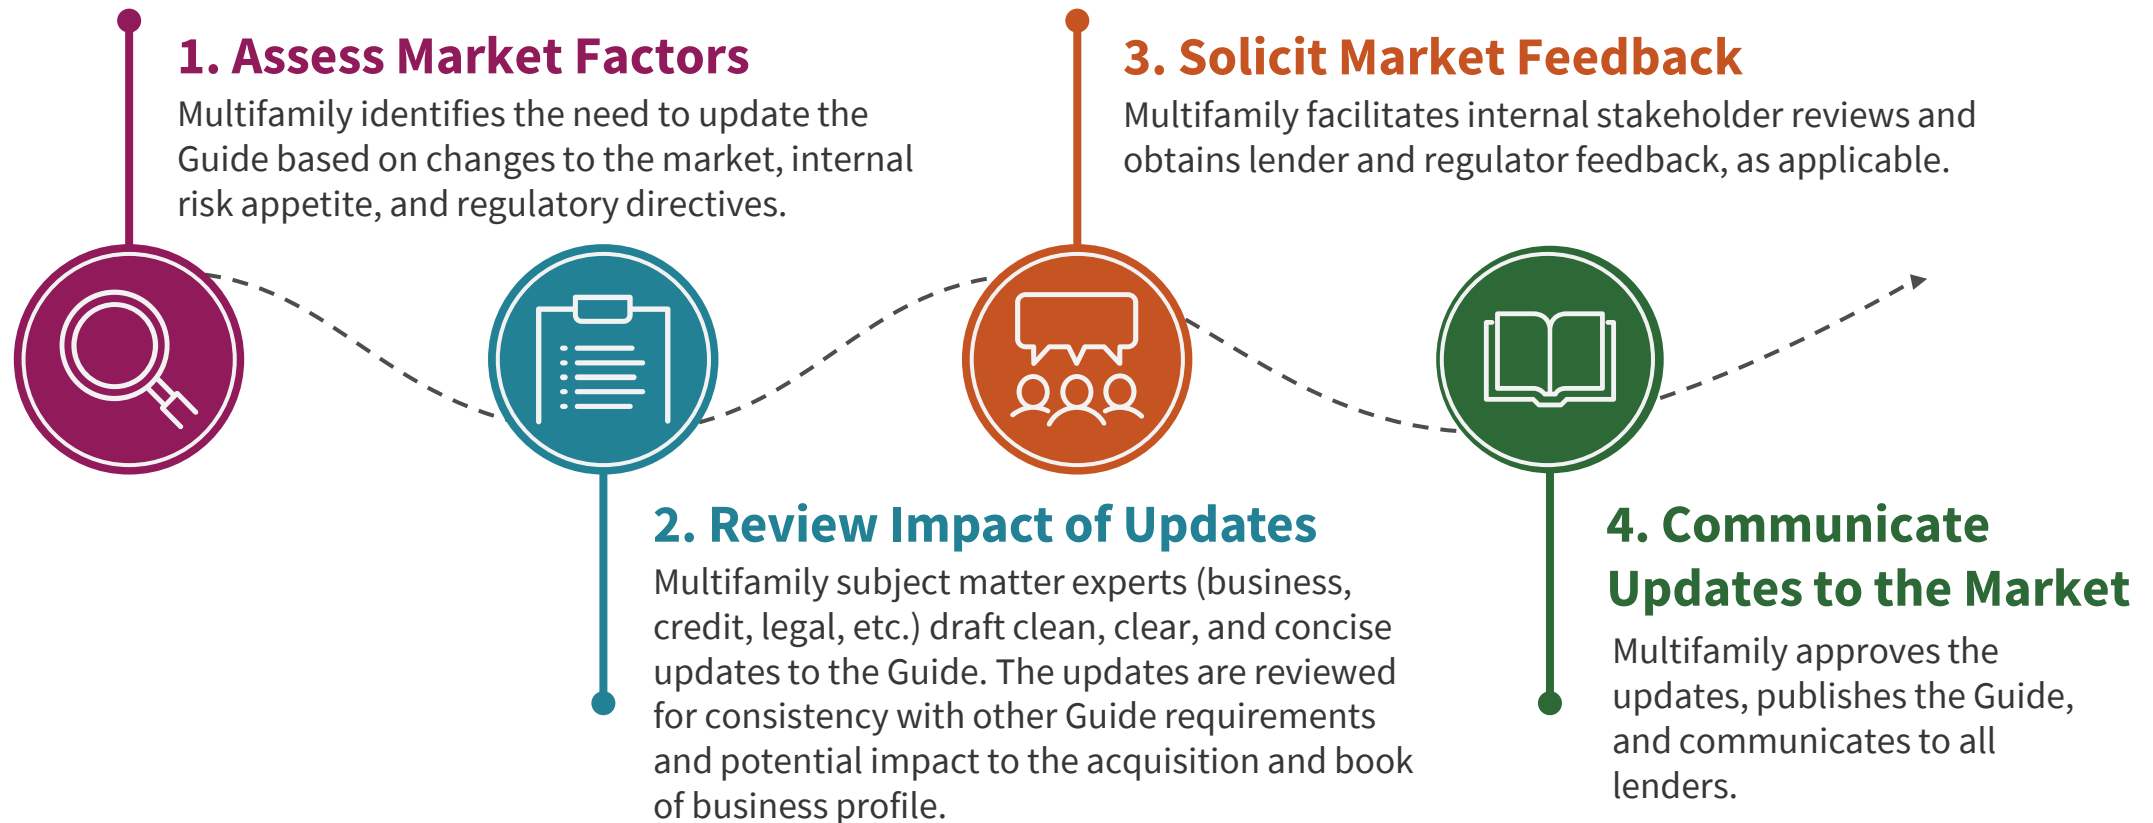 1. Assess Market Factors
Multifamily identifies the need to update the
Guide based on changes to the market, internal
risk appetite, and regulatory directives.
2. Review Impact of Updates
Multifamily subject matter experts (business,
credit, legal, etc.) draft clean, clear, and concise
updates to the Guide. The updates are reviewed
for consistency with other Guide requirements
and potential impact to the acquisition and book
of business profile.
3. Solicit Market Feedback
Multifamily facilitates internal stakeholder reviews and
obtains lender and regulator feedback, as applicable.
4. Communicate
Updates to the Market
Multifamily approves the
updates, publishes the Guide,
and communicates to all
lenders.